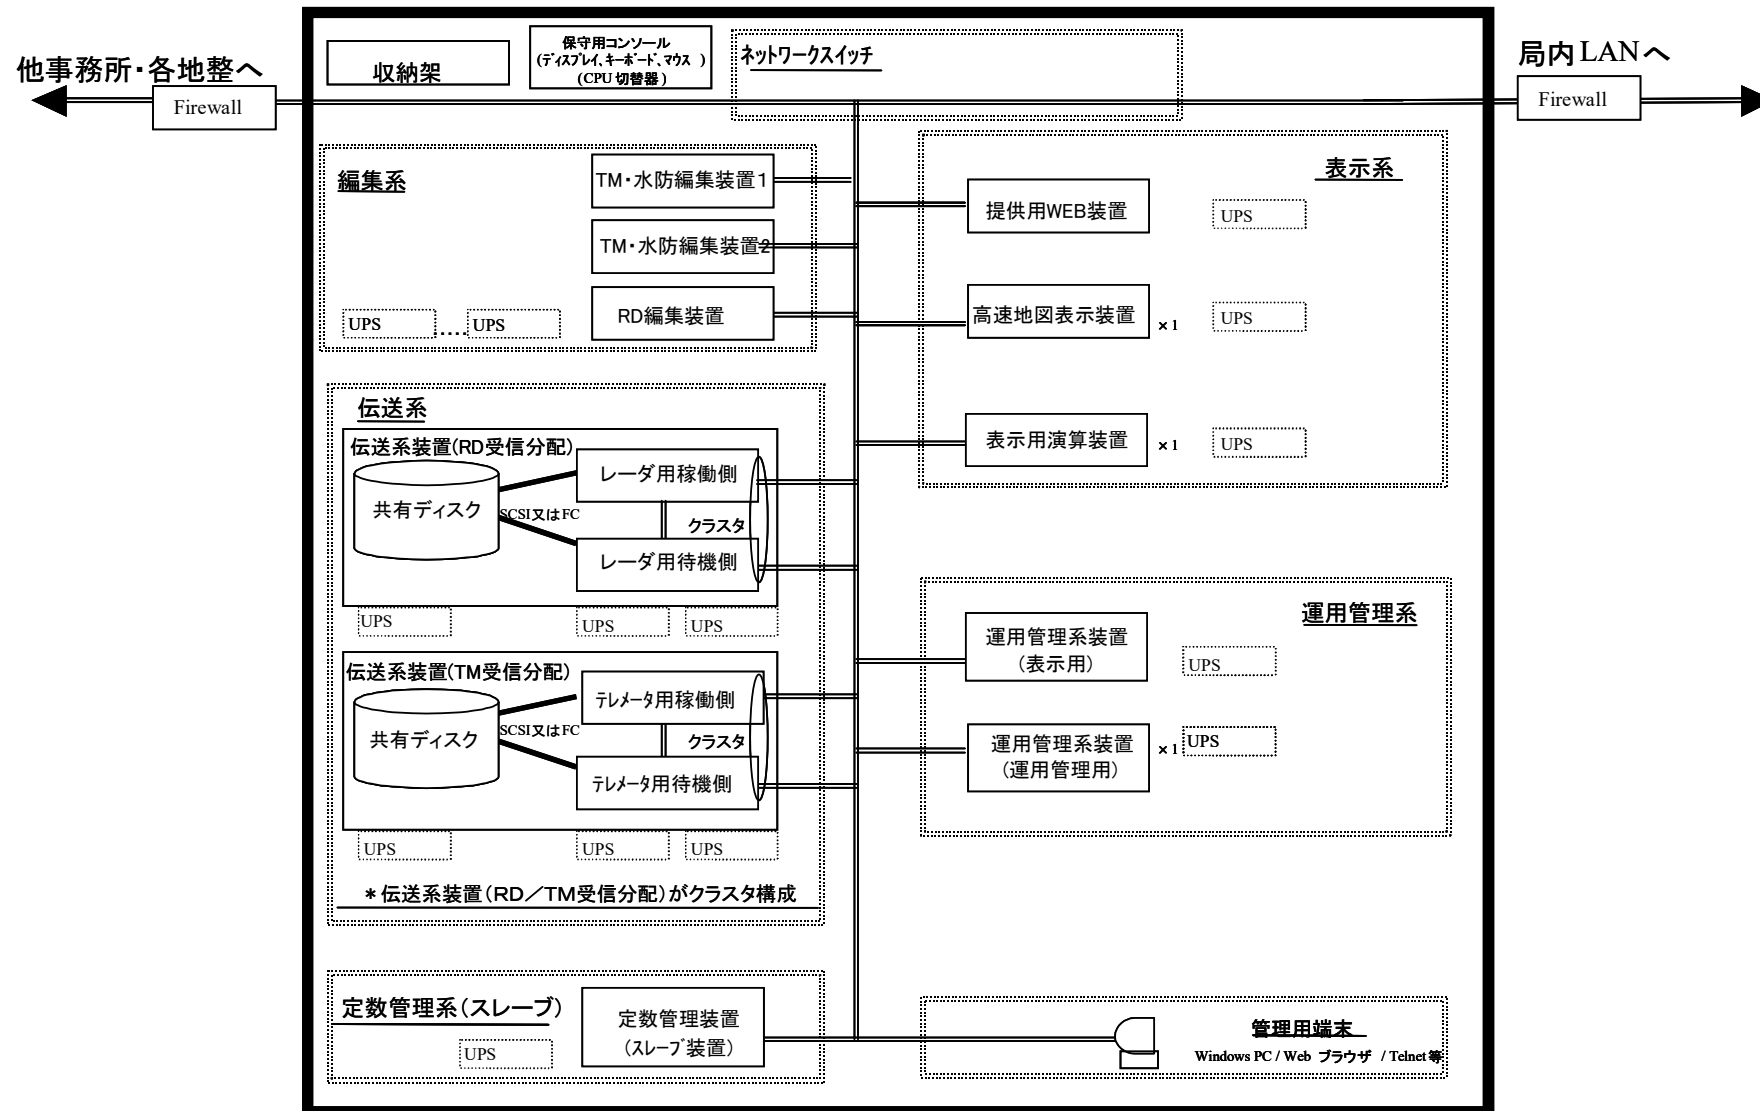 他事務所・各地整へ
Firewall
収納架
保守用コンソール
(ディスプレイ、キーボード、マウス )
(CPU 切替器 )
ネットワークスイッチ
局内 LAN へ
Firewall
編集系
TM・水防編集装置1
TM・水防編集装置2
RD編集装置
UPS
.....
UPS
表示系
提供用WEB装置
UPS
高速地図表示装置
×1
UPS
表示用演算装置
×1
UPS
伝送系
伝送系装置(RD受信分配)
共有ディスク
SCSI又はFC
レーダ用稼働側
クラスタ
レーダ用待機側
UPS
UPS
UPS
伝送系装置(TM受信分配)
共有ディスク
SCSI又はFC
テレメータ用稼働側
クラスタ
テレメータ用待機側
UPS
UPS
UPS
*伝送系装置(RD/TM受信分配)がクラスタ構成
運用管理系
運用管理系装置
(表示用)
UPS
運用管理系装置
(運用管理用)
×1
UPS
定数管理系(スレーブ)
定数管理装置
(スレーブ装置)
UPS
管理用端末
Windows PC / Web ブラウザ / Telnet 等